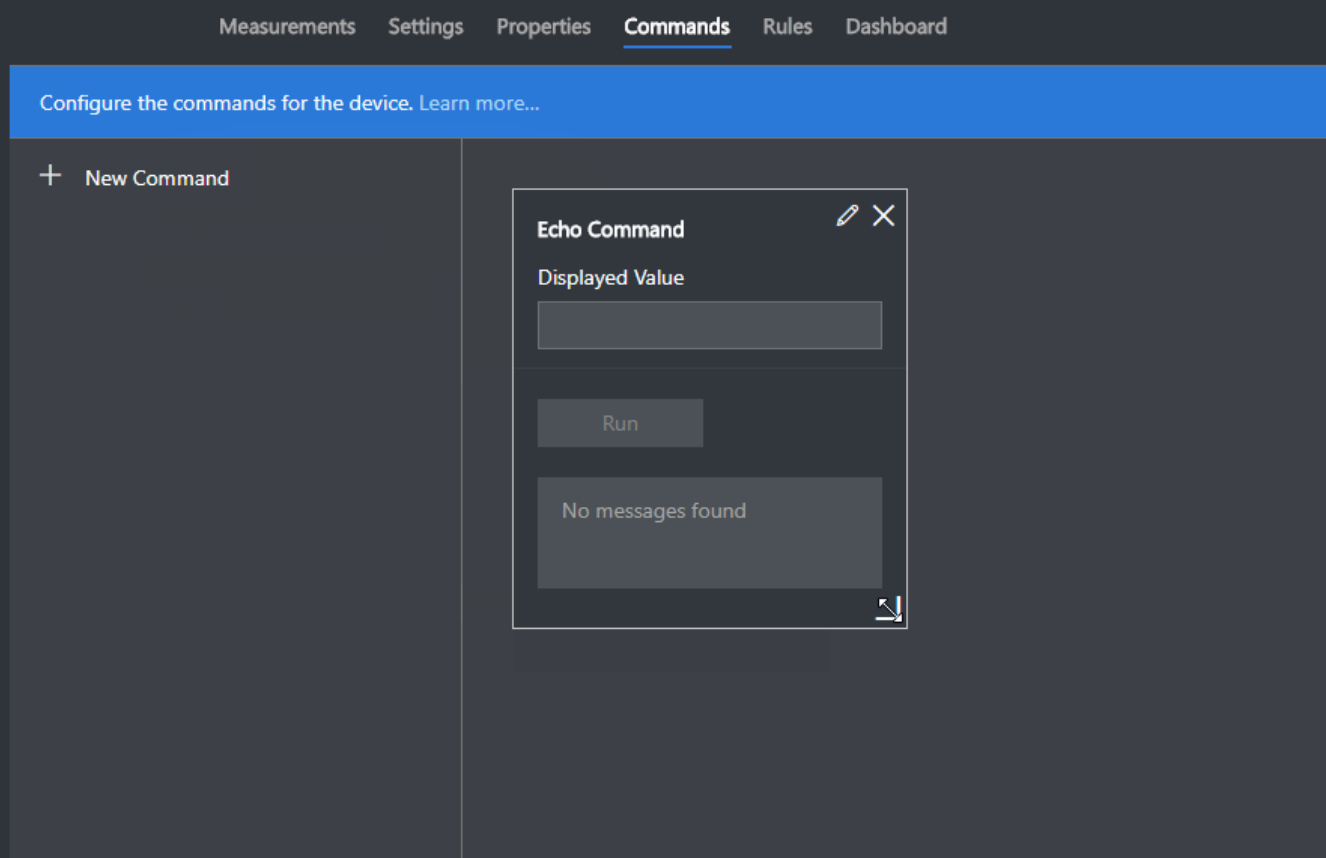 Measurements Settings Properties Commands Rules Dashboard
Configure the commands for the device. Learn more...
New Command
Echo Command
Displayed Value
Run
No messages found